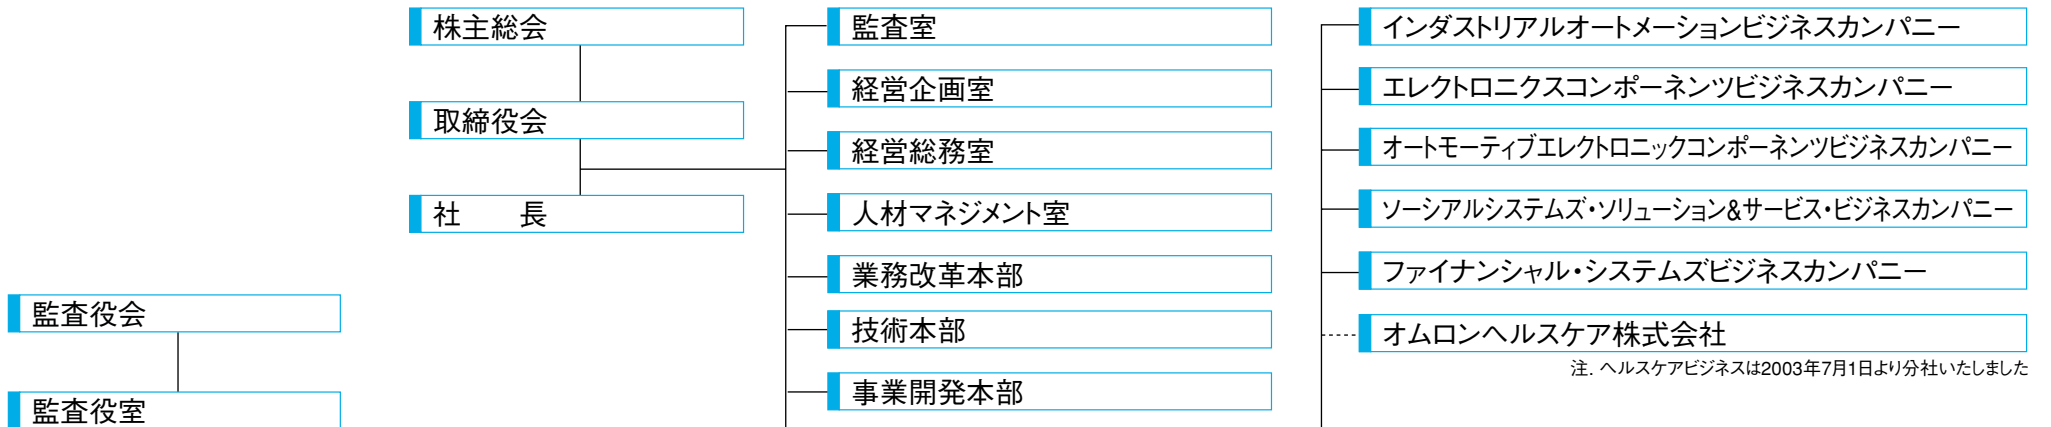 株主総会
取締役会
社　　長
監査役会
監査役室
監査室
経営企画室
経営総務室
人材マネジメント室
業務改革本部
技術本部
事業開発本部
インダストリアルオートメーションビジネスカンパニー
エレクトロニクスコンポーネンツビジネスカンパニー
オートモーティブエレクトロニックコンポーネンツビジネスカンパニー
ソーシアルシステムズ・ソリューション&サービス・ビジネスカンパニー
ファイナンシャル・システムズビジネスカンパニー
オムロンヘルスケア株式会社
注. ヘルスケアビジネスは2003年7月1日より分社いたしました